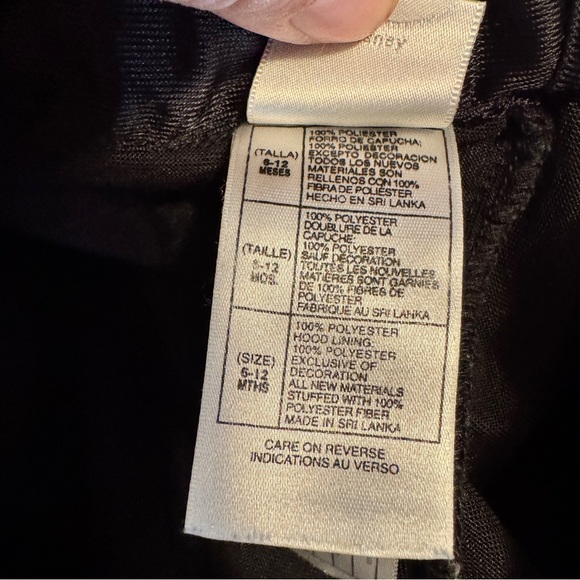 (TALLA)
6-12
MESES
100% POLIESTER
FORRO DE CAPUCHA:
100% POLIESTER
EXCEPTO DECORACION
TODOS LOS NUEVOS
MATERIALES SON
RELLENOS CON 100%
FIBRA DE POLIESTER
HECHO EN SRI LANKA
(TAILLE)
6-12
MOS.
100% POLYESTER
DOUBLURE DE LA
CAPUCHE:
100% POLYESTER
SAUF DECORATION
TOUTES LES NOUVELLES
MATIERES SONT GARNIES
DE 100% FIBRES DE
POLYESTER
FABRIQUE AU SRI LANKA
(SIZE)
6-12
MTHS
100% POLYESTER
HOOD LINING:
100% POLYESTER
EXCLUSIVE OF
DECORATION
ALL NEW MATERIALS
STUFFED WITH 100%
POLYESTER FIBER
MADE IN SRI LANKA
CARE ON REVERSE
INDICATIONS AU VERSO